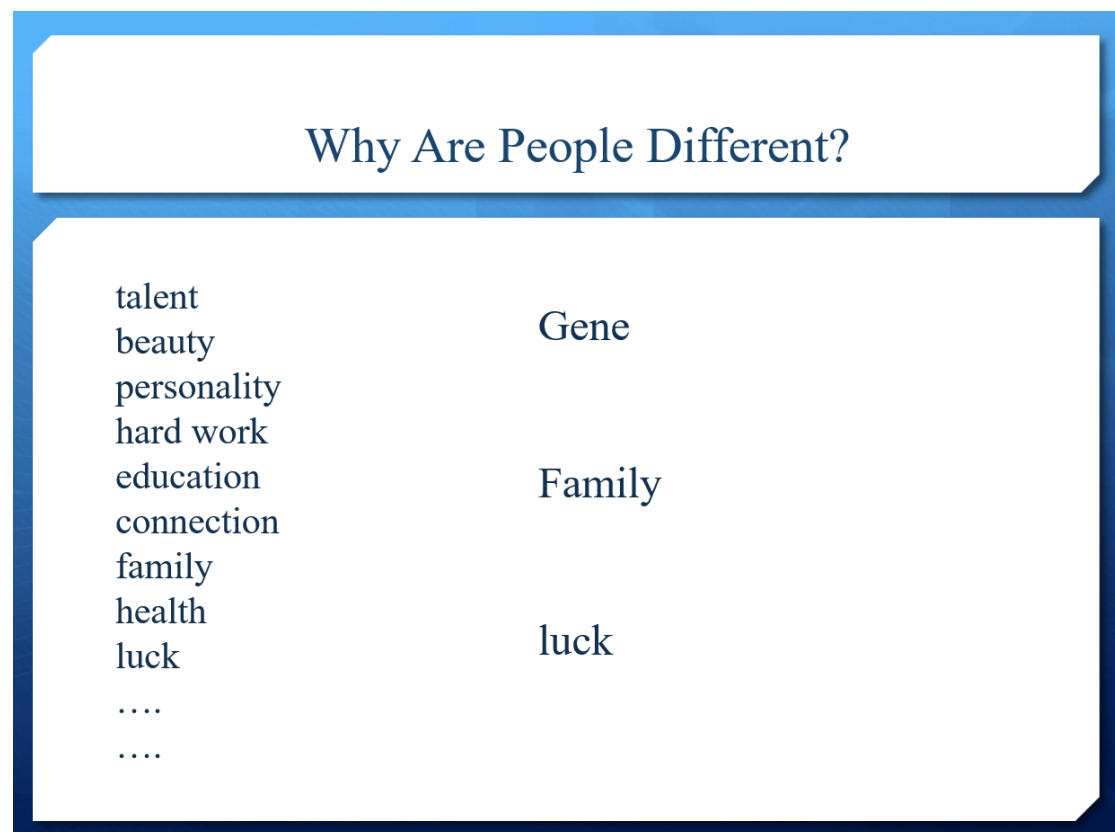 Why Are People Different?
talent
beauty
personality
hard work
education
connection
family
health
luck
….
….
Gene
Family
luck